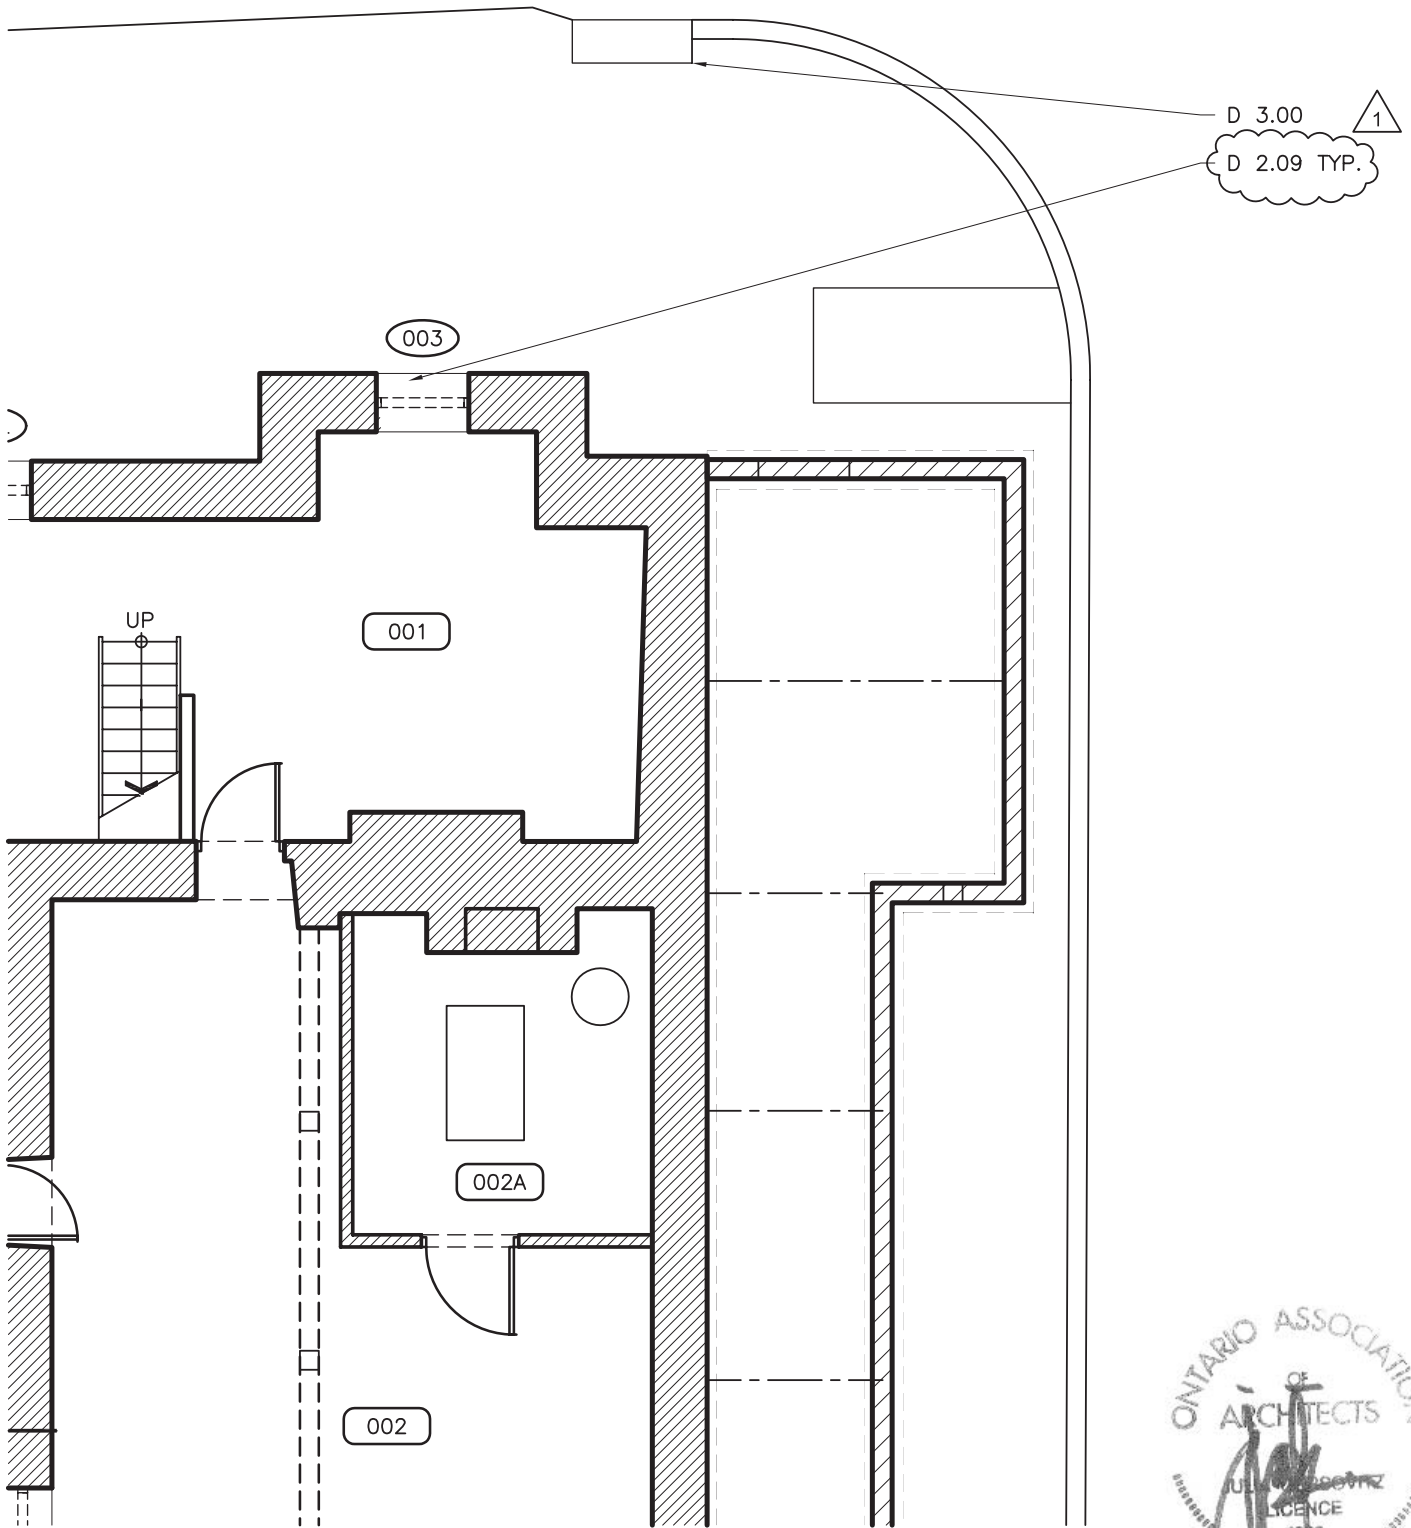 D 3.00
1
D 2.09 TYP.
003
UP
001
002A
002
ONTARIO ASSOCIATION
OF
ARCHITECTS
LICENCE